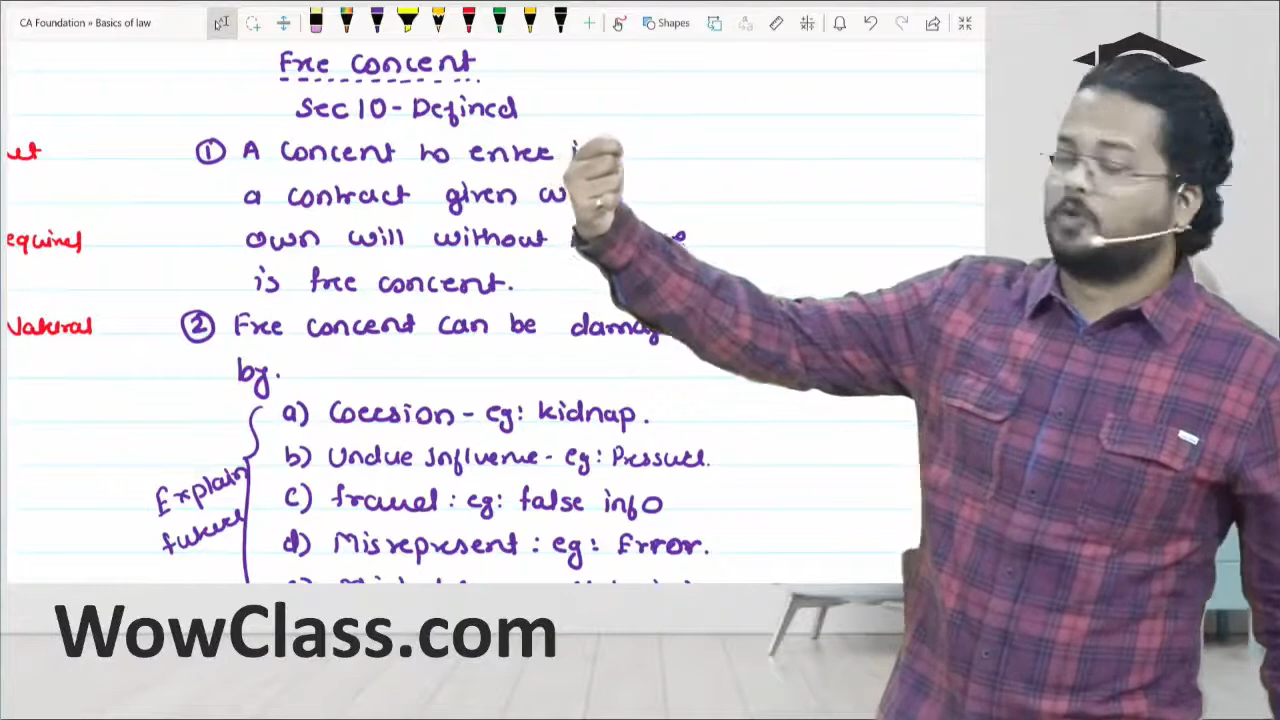 CA Foundation » Basics of law
Shapes
Free Concent
Sec 10 - Defined
① A Concent to enter
a contract given
equired
own will without
is free concent.
Natural
② Free concent can be
by.
a) Coersion - eg: kidnap.
b) Undue Influence - eg: Pressure.
c) fraued : eg: false info
d) Misrepresent : eg: Error.
Explain
future
WowClass.com